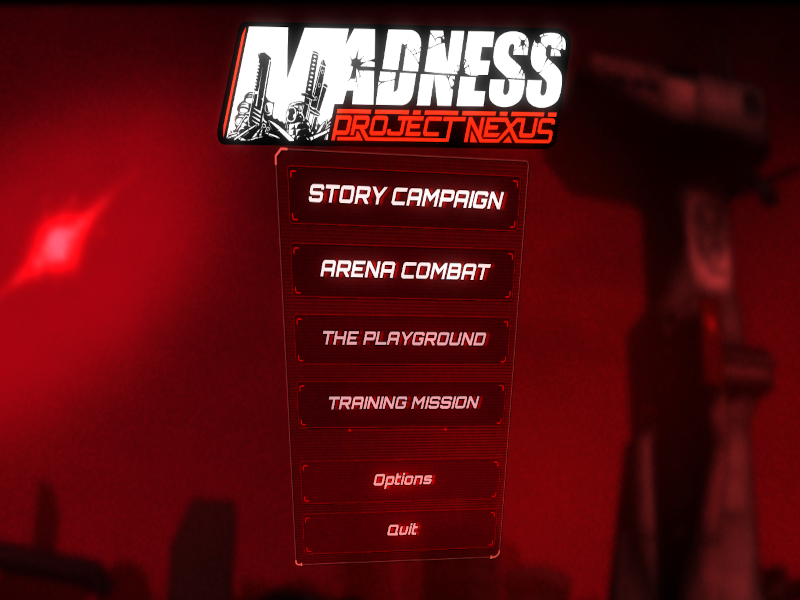 MADNESS
PROJECT NEXUS
STORY CAMPAIGN
ARENA COMBAT
THE PLAYGROUND
TRAINING MISSION
Options
Quit